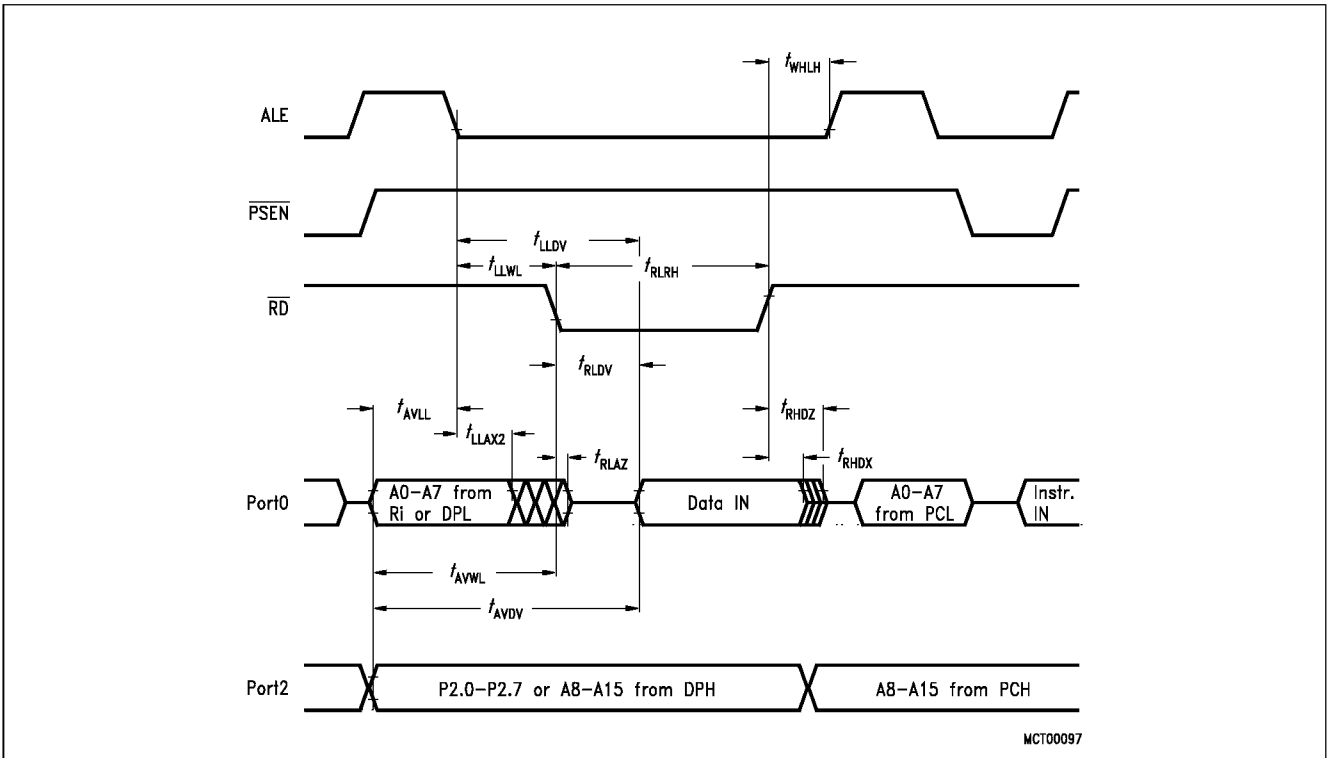 tWHLH
ALE
PSEN
tLLDV
tLLWL
tRLRH
RD
tRLDV
tAVLL
tRHDZ
tLLAX2
tRLAZ
tRHDX
Port0
A0-A7 from
Ri or DPL
Data IN
A0-A7
from PCL
Instr.
IN
tAVWL
tAVDV
Port2
P2.0-P2.7 or A8-A15 from DPH
A8-A15 from PCH
MCT00097